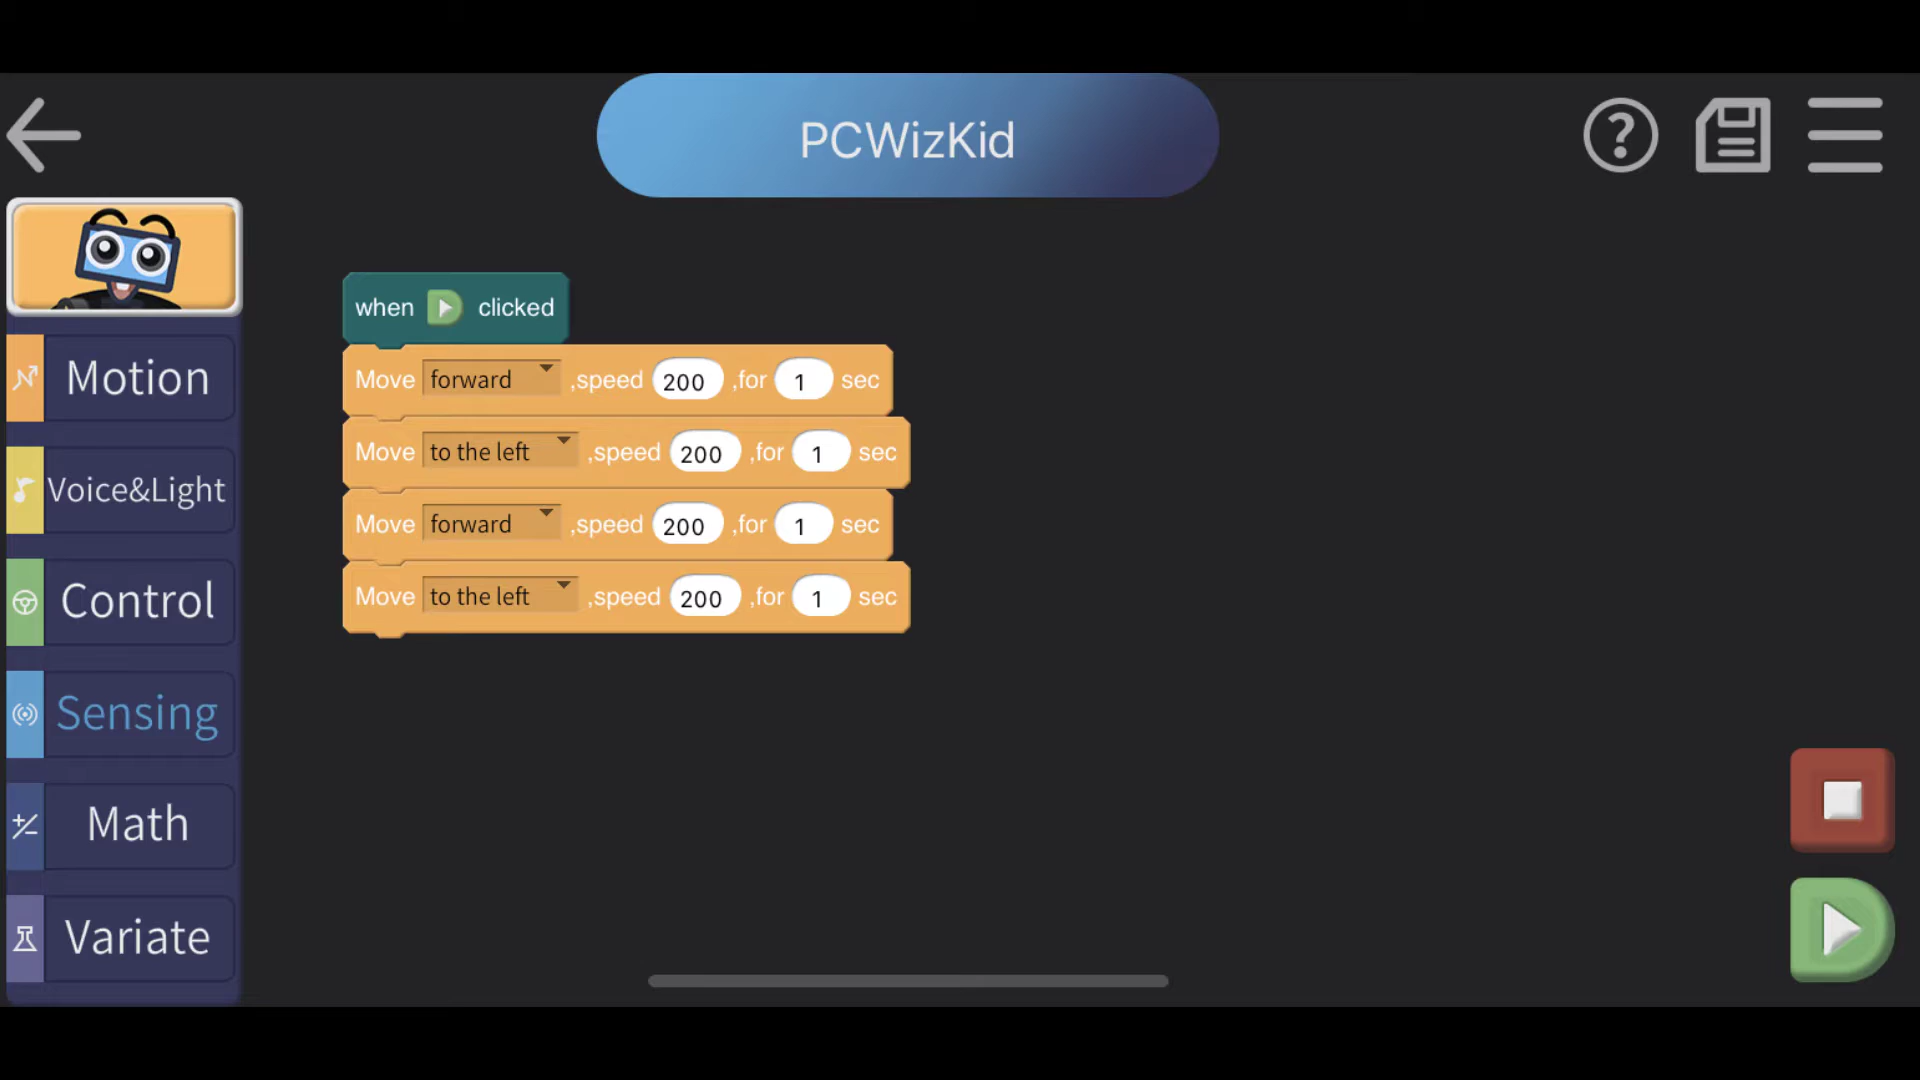 PCWizKid
when clicked
Move forward ,speed 200 ,for 1 sec
Move to the left ,speed 200 ,for 1 sec
Move forward ,speed 200 ,for 1 sec
Move to the left ,speed 200 ,for 1 sec
Motion
Voice&Light
Control
Sensing
Math
Variate